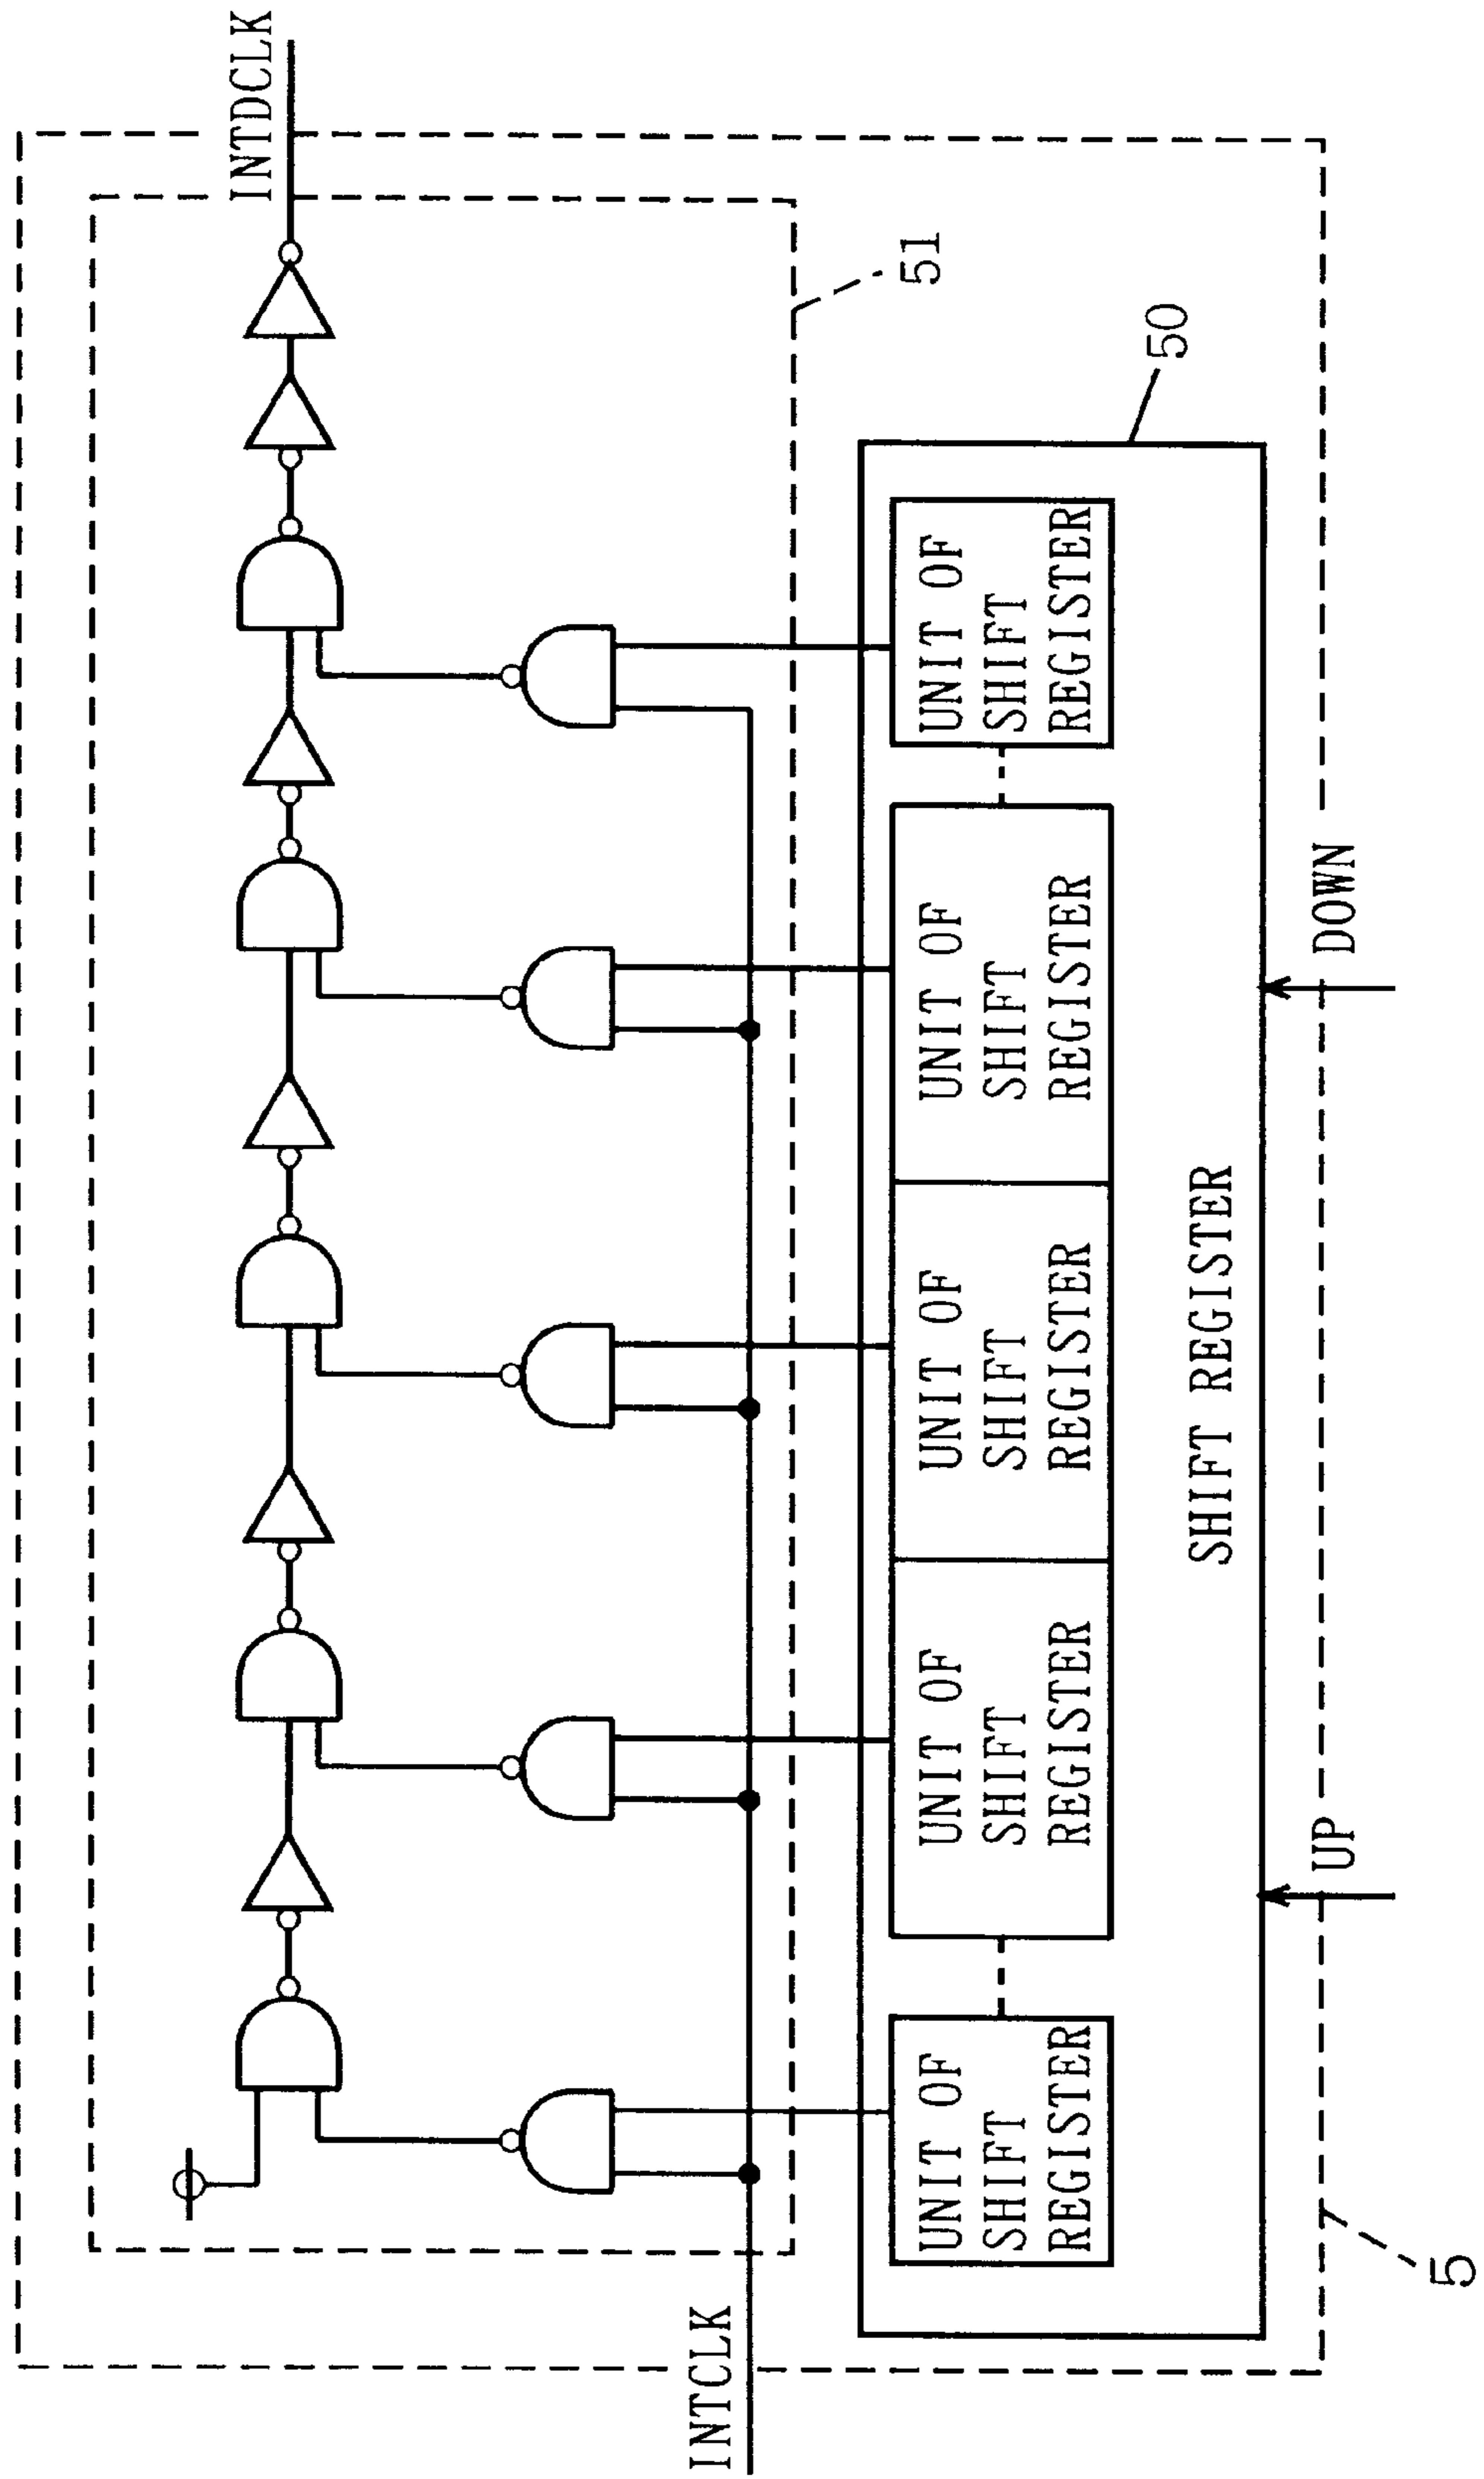 INTDCLK
51
INTCLK
50
UNIT OF
SHIFT
REGISTER
UNIT OF
SHIFT
REGISTER
UNIT OF
SHIFT
REGISTER
UNIT OF
SHIFT
REGISTER
UNIT OF
SHIFT
REGISTER
SHIFT REGISTER
UP
DOWN
5